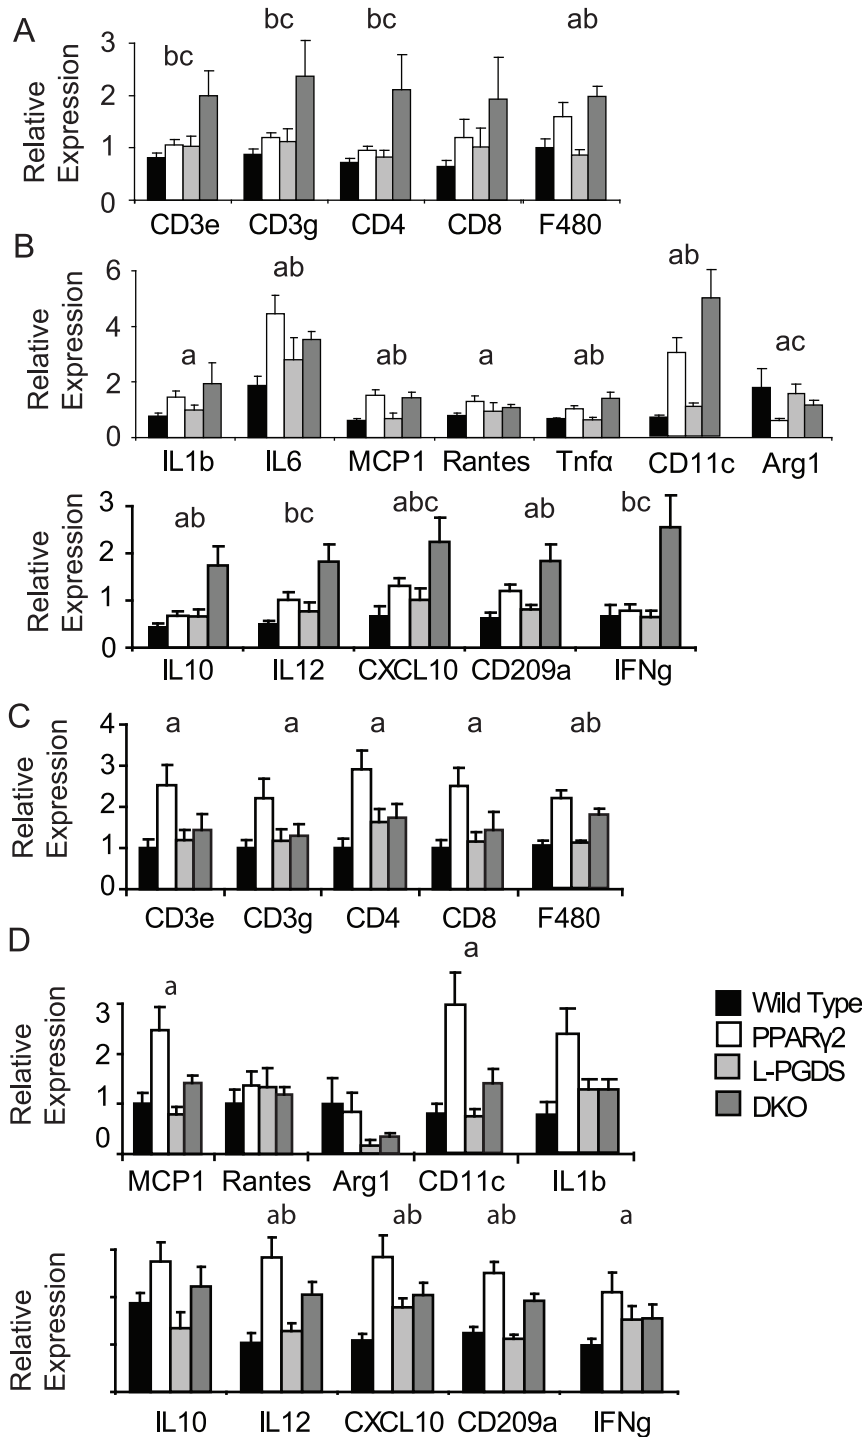 A
bc bc bc ab
3
2
1
0
Relative
Expression
CD3e CD3g CD4 CD8 F480
B
a ab ab a ab ab ac
6
4
2
0
Relative
Expression
IL1b IL6 MCP1 Rantes Tnfα CD11c Arg1
ab bc abc ab bc
3
2
1
0
Relative
Expression
IL10 IL12 CXCL10 CD209a IFNg
C
a a a a ab
4
3
2
1
0
Relative
Expression
CD3e CD3g CD4 CD8 F480
D
a a
3
2
1
0
Relative
Expression
MCP1 Rantes Arg1 CD11c IL1b
Wild Type
PPARγ2
L-PGDS
DKO
ab ab ab a
Relative
Expression
IL10 IL12 CXCL10 CD209a IFNg